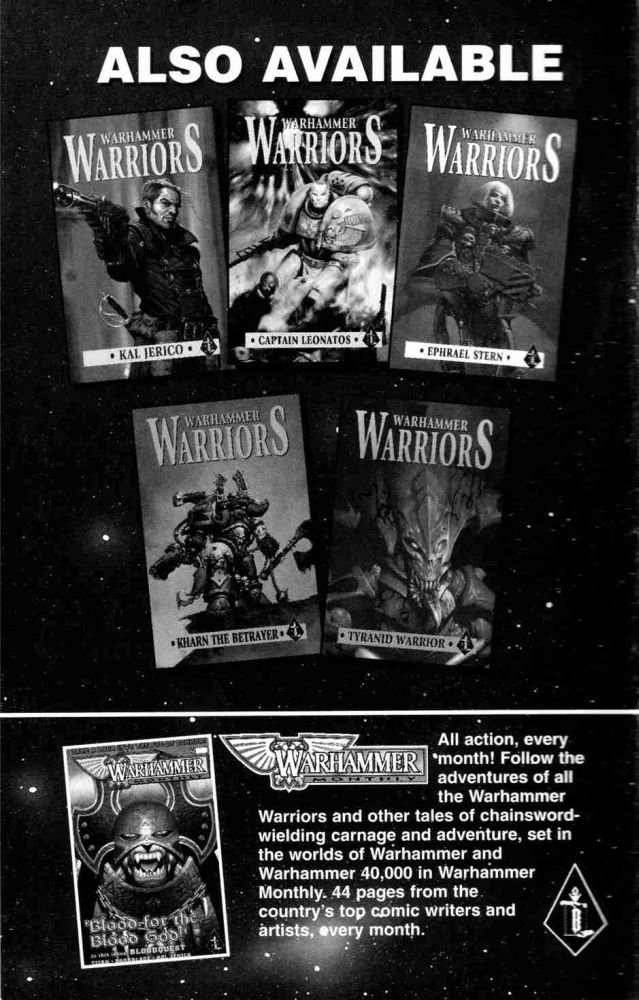 ALSO AVAILABLE
WARHAMMER
WARRIORS
• KAL JERICO •
WARHAMMER
WARRIORS
• CAPTAIN LEONATOS •
WARHAMMER
WARRIORS
• EPHRAEL STERN •
WARHAMMER
WARRIORS
• KHARN THE BETRAYER •
WARHAMMER
WARRIORS
• TYRANID WARRIOR •
WARHAMMER
"Blood for the
Blood God!"
BLOODQUEST
WARHAMMER
MONTHLY
All action, every
month! Follow the
adventures of all
the Warhammer
Warriors and other tales of chainsword-
wielding carnage and adventure, set in
the worlds of Warhammer and
Warhammer 40,000 in Warhammer
Monthly. 44 pages from the
country's top comic writers and
artists, every month.